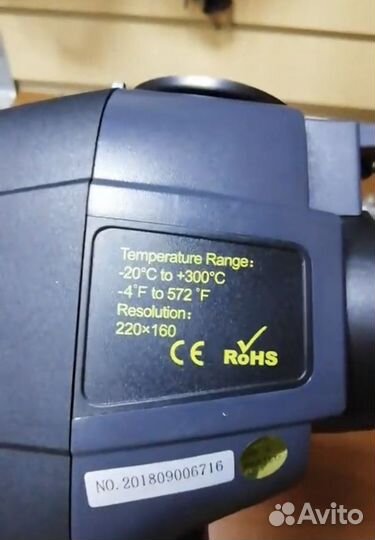 Temperature Range:
-20°C to +300°C
-4°F to 572 °F
Resolution:
220×160
CE
RoHS
NO. 201809006716
Avito